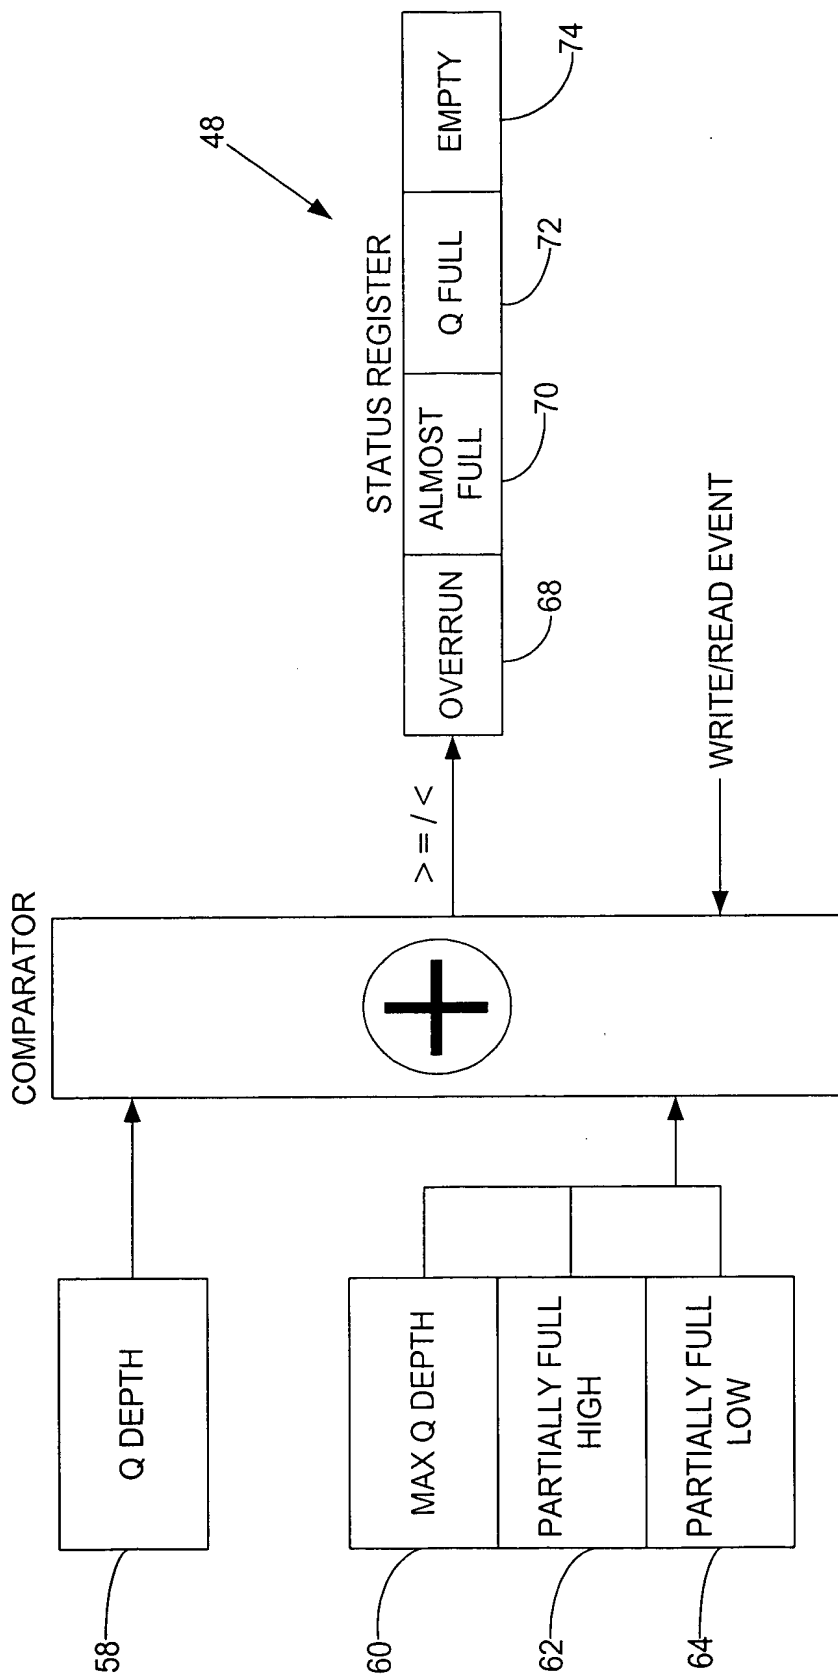 48
COMPARATOR
STATUS REGISTER
58
Q DEPTH
> = / <
OVERRUN
ALMOST
FULL
Q FULL
EMPTY
68
70
72
74
60
MAX Q DEPTH
62
PARTIALLY FULL
HIGH
64
PARTIALLY FULL
LOW
WRITE/READ EVENT